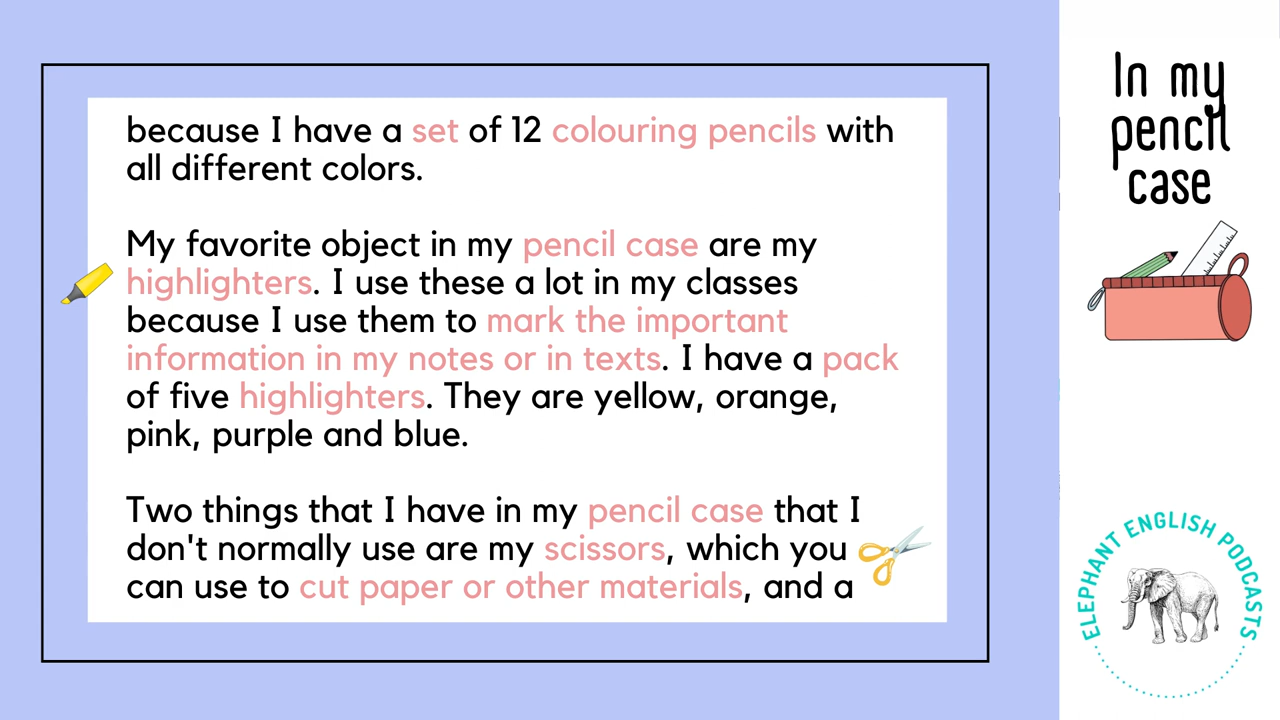 because I have a set of 12 colouring pencils with
all different colors.
My favorite object in my pencil case are my
highlighters. I use these a lot in my classes
because I use them to mark the important
information in my notes or in texts. I have a pack
of five highlighters. They are yellow, orange,
pink, purple and blue.
Two things that I have in my pencil case that I
don't normally use are my scissors, which you
can use to cut paper or other materials, and a
In my
pencil
case
ELEPHANT ENGLISH PODCASTS